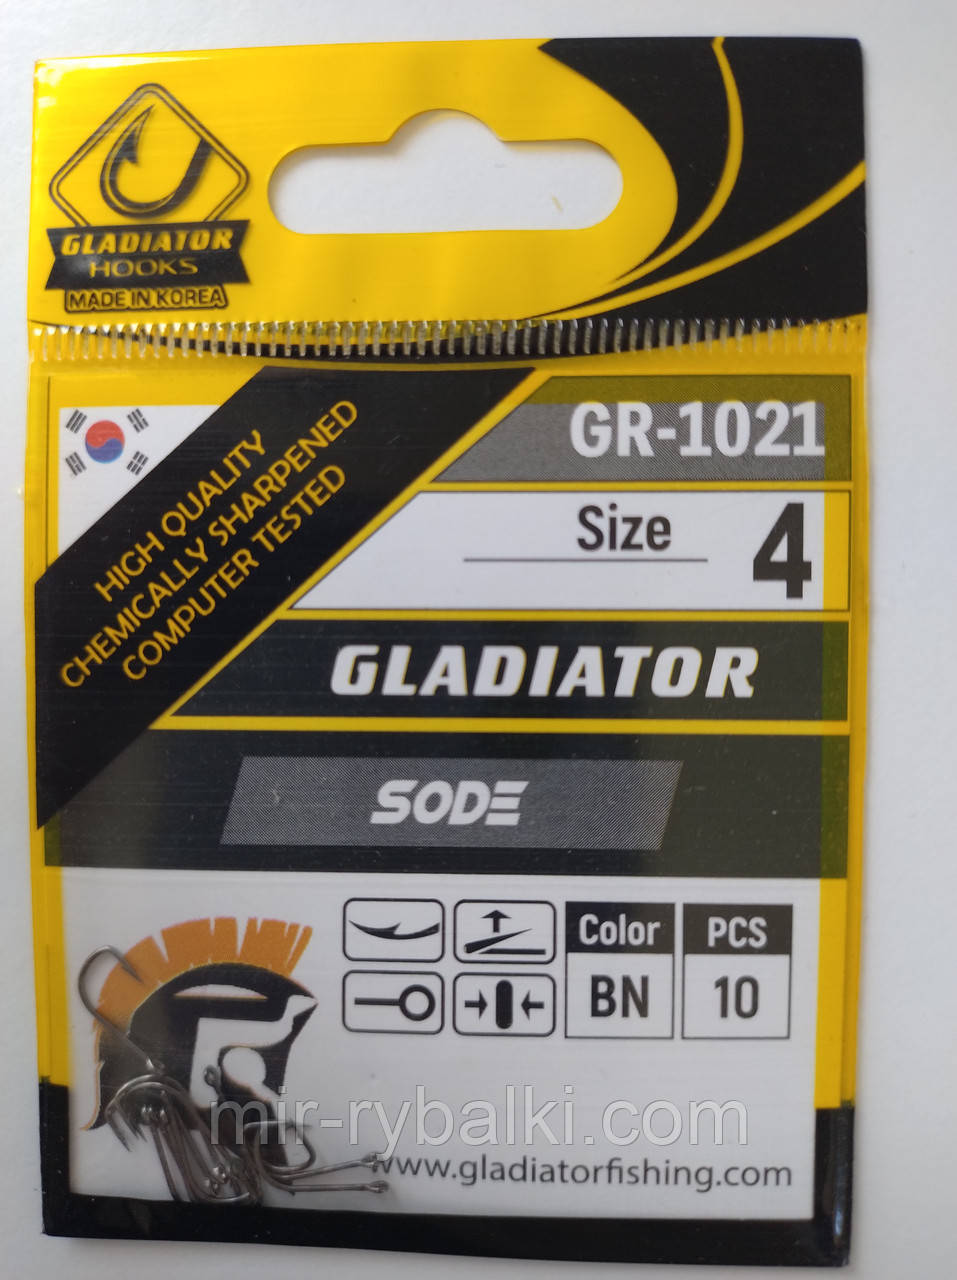 GLADIATOR
HOOKS
MADE IN KOREA
HIGH QUALITY
CHEMICALLY SHARPENED
COMPUTER TESTED
GR-1021
Size 4
GLADIATOR
SODE
Color PCS
BN 10
mir-rybalki.com
www.gladiatorfishing.com